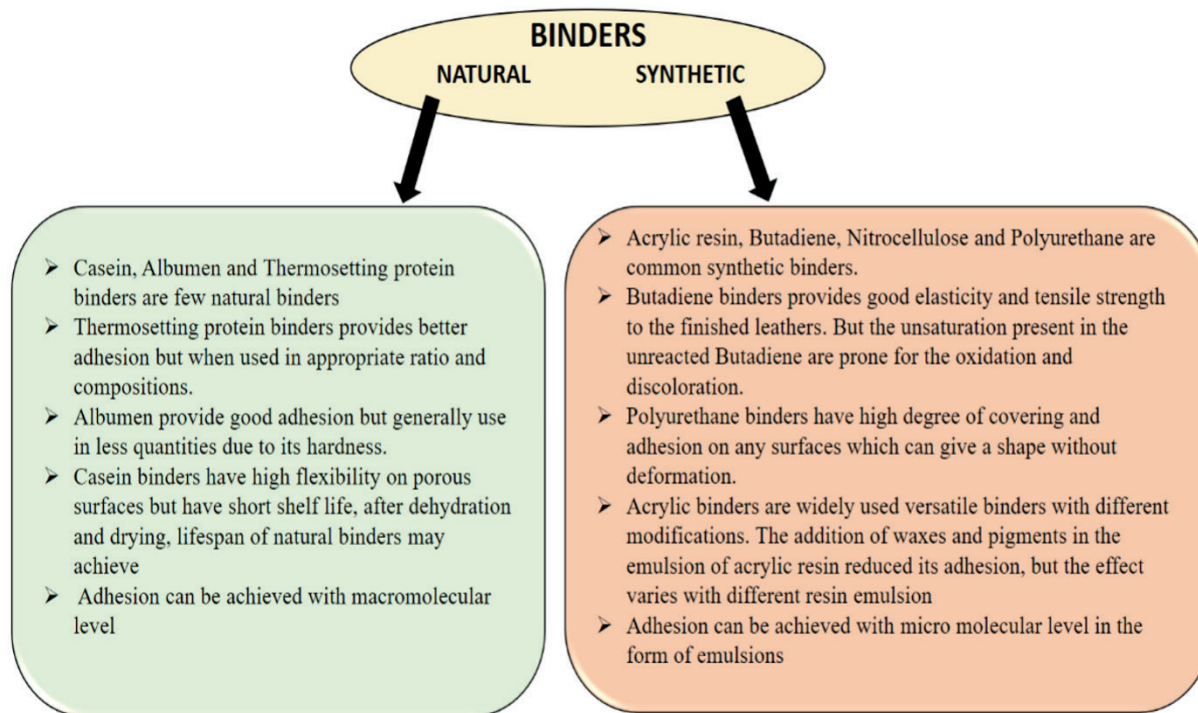 BINDERS
NATURAL SYNTHETIC
➤ Casein, Albumen and Thermosetting protein
binders are few natural binders
➤ Thermosetting protein binders provides better
adhesion but when used in appropriate ratio and
compositions.
➤ Albumen provide good adhesion but generally use
in less quantities due to its hardness.
➤ Casein binders have high flexibility on porous
surfaces but have short shelf life, after dehydration
and drying, lifespan of natural binders may
achieve
➤ Adhesion can be achieved with macromolecular
level
➤ Acrylic resin, Butadiene, Nitrocellulose and Polyurethane are
common synthetic binders.
➤ Butadiene binders provides good elasticity and tensile strength
to the finished leathers. But the unsaturation present in the
unreacted Butadiene are prone for the oxidation and
discoloration.
➤ Polyurethane binders have high degree of covering and
adhesion on any surfaces which can give a shape without
deformation.
➤ Acrylic binders are widely used versatile binders with different
modifications. The addition of waxes and pigments in the
emulsion of acrylic resin reduced its adhesion, but the effect
varies with different resin emulsion
➤ Adhesion can be achieved with micro molecular level in the
form of emulsions